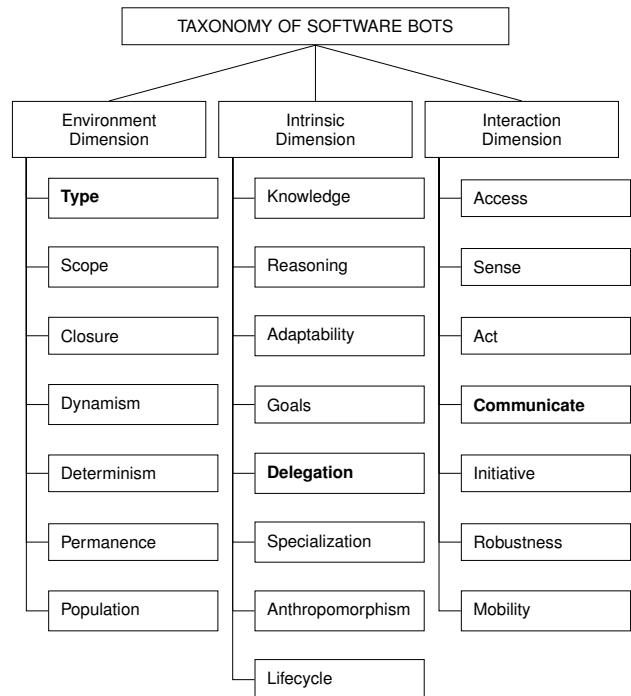 TAXONOMY OF SOFTWARE BOTS
Environment
Dimension
Type
Scope
Closure
Dynamism
Determinism
Permanence
Population
Intrinsic
Dimension
Knowledge
Reasoning
Adaptability
Goals
Delegation
Specialization
Anthropomorphism
Lifecycle
Interaction
Dimension
Access
Sense
Act
Communicate
Initiative
Robustness
Mobility